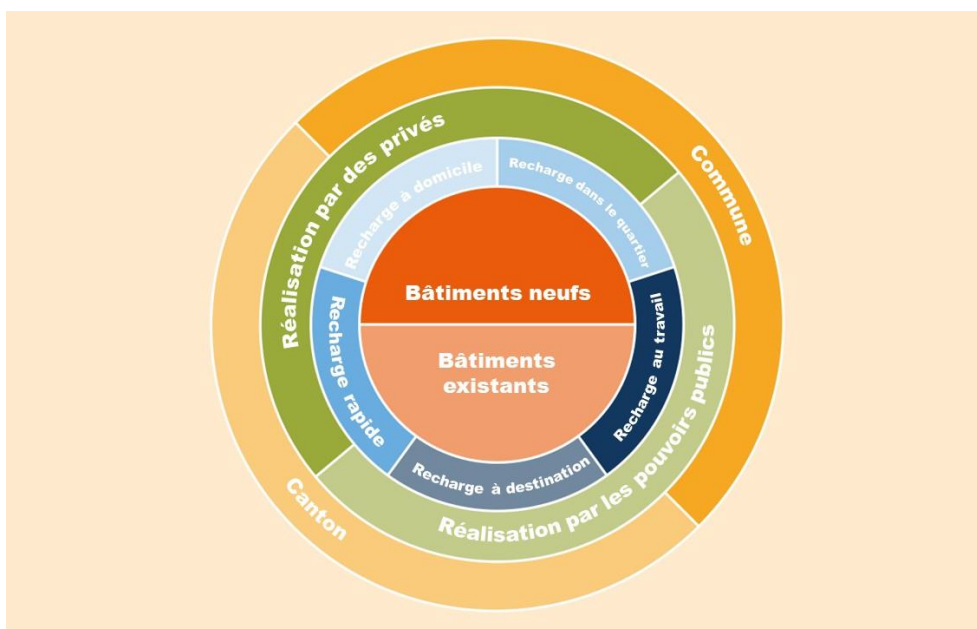 Commune
Réalisation par des privés
Recharge à domicile
Recharge dans le quartier
Bâtiments neufs
Bâtiments
existants
Recharge au travail
Recharge rapide
Recharge à destination
Réalisation par les pouvoirs publics
Canton